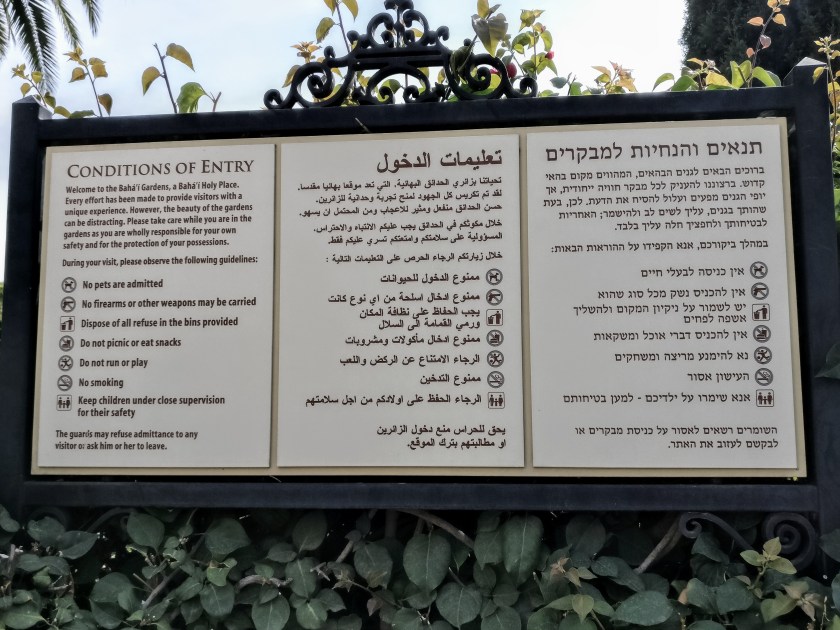 CONDITIONS OF ENTRY
Welcome to the Bahá'í Gardens, a Bahá'í Holy Place.
Every effort has been made to provide visitors with a
unique experience. However, the beauty of the gardens
can be distracting. Please take care while you are in the
gardens as you are wholly responsible for your own
safety and for the protection of your possessions.
During your visit, please observe the following guidelines:
No pets are admitted
No firearms or other weapons may be carried
Dispose of all refuse in the bins provided
Do not picnic or eat snacks
Do not run or play
No smoking
Keep children under close supervision
for their safety
The guards may refuse admittance to any
visitor or ask him or her to leave.
تعليمات الدخول
تحياتنا بزائري الحدائق البهائية. التي تعد موقعا بهائيا مقدسا.
لقد تم تكريس كل الجهود لمنح تجربة وحدانية للزائرين.
حسن الحدائق منفعل ومثير للاعجاب ومن المحتمل ان يسهو.
خلال مكوثكم في الحدائق يجب عليكم الانتباه والاحتراس.
المسؤولية على سلامتكم وامتعتكم تسري عليكم فقط.
خلال زيارتكم الرجاء الحرص على التعليمات التالية :
ممنوع الدخول للحيوانات
ممنوع ادخال اسلحة من اي نوع كانت
يجب الحفاظ على نظافة المكان
ورمي القمامة الى السلال
ممنوع ادخال مأكولات ومشروبات
الرجاء الامتناع عن الركض واللعب
ممنوع التدخين
الرجاء الحفظ على اولادكم من اجل سلامتهم
يحق للحراس منع دخول الزائرين
او مطالبتهم بترك الموقع.
תנאים והנחיות למבקרים
ברוכים הבאים לגנים הבהאיים, המהווים מקום בהאי
קדוש. ברצוננו להעניק לכל מבקר חוויה ייחודית, אך
יופי הגנים מפעים ועלול להסיח את הדעת. לכן, בעת
שהותך בגנים, עליך לשים לב ולהישמר; האחריות
לבטיחותך ולחפציך חלה עליך בלבד.
במהלך ביקורכם, אנא הקפידו על ההוראות הבאות:
אין כניסה לבעלי חיים
אין להכניס נשק מכל סוג שהוא
יש לשמור על ניקיון המקום ולהשליך
אשפה לפחים
אין להכניס דברי אוכל ומשקאות
נא להימנע מריצה ומשחקים
העישון אסור
אנא שימרו על ילדיכם - למען בטיחותם
השומרים רשאים לאסור על כניסת מבקרים או
לבקשם לעזוב את האתר.